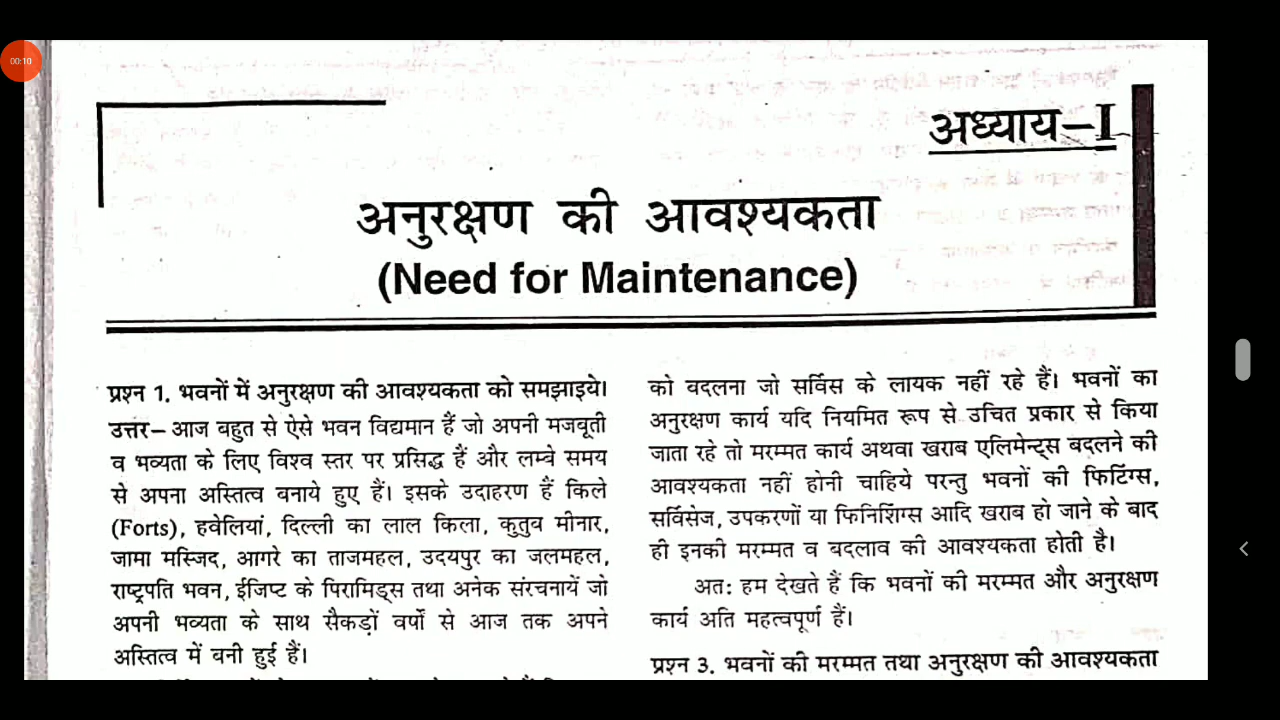 00:10
अध्याय–I
अनुरक्षण की आवश्यकता
(Need for Maintenance)
प्रश्न 1. भवनों में अनुरक्षण की आवश्यकता को समझाइये।
उत्तर– आज बहुत से ऐसे भवन विद्यमान हैं जो अपनी मजबूती
व भव्यता के लिए विश्व स्तर पर प्रसिद्ध हैं और लम्बे समय
से अपना अस्तित्व बनाये हुए हैं। इसके उदाहरण हैं किले
(Forts), हवेलियां, दिल्ली का लाल किला, कुतुब मीनार,
जामा मस्जिद, आगरे का ताजमहल, उदयपुर का जलमहल,
राष्ट्रपति भवन, ईजिप्ट के पिरामिड्स तथा अनेक संरचनायें जो
अपनी भव्यता के साथ सैकड़ों वर्षों से आज तक अपने
अस्तित्व में बनी हुई हैं।
को बदलना जो सर्विस के लायक नहीं रहे हैं। भवनों का
अनुरक्षण कार्य यदि नियमित रूप से उचित प्रकार से किया
जाता रहे तो मरम्मत कार्य अथवा खराब एलिमेन्ट्स बदलने की
आवश्यकता नहीं होनी चाहिये परन्तु भवनों की फिटिंग्स,
सर्विसेज, उपकरणों या फिनिशिंग्स आदि खराब हो जाने के बाद
ही इनकी मरम्मत व बदलाव की आवश्यकता होती है।
अत: हम देखते हैं कि भवनों की मरम्मत और अनुरक्षण
कार्य अति महत्वपूर्ण हैं।
प्रश्न 3. भवनों की मरम्मत तथा अनुरक्षण की आवश्यकता